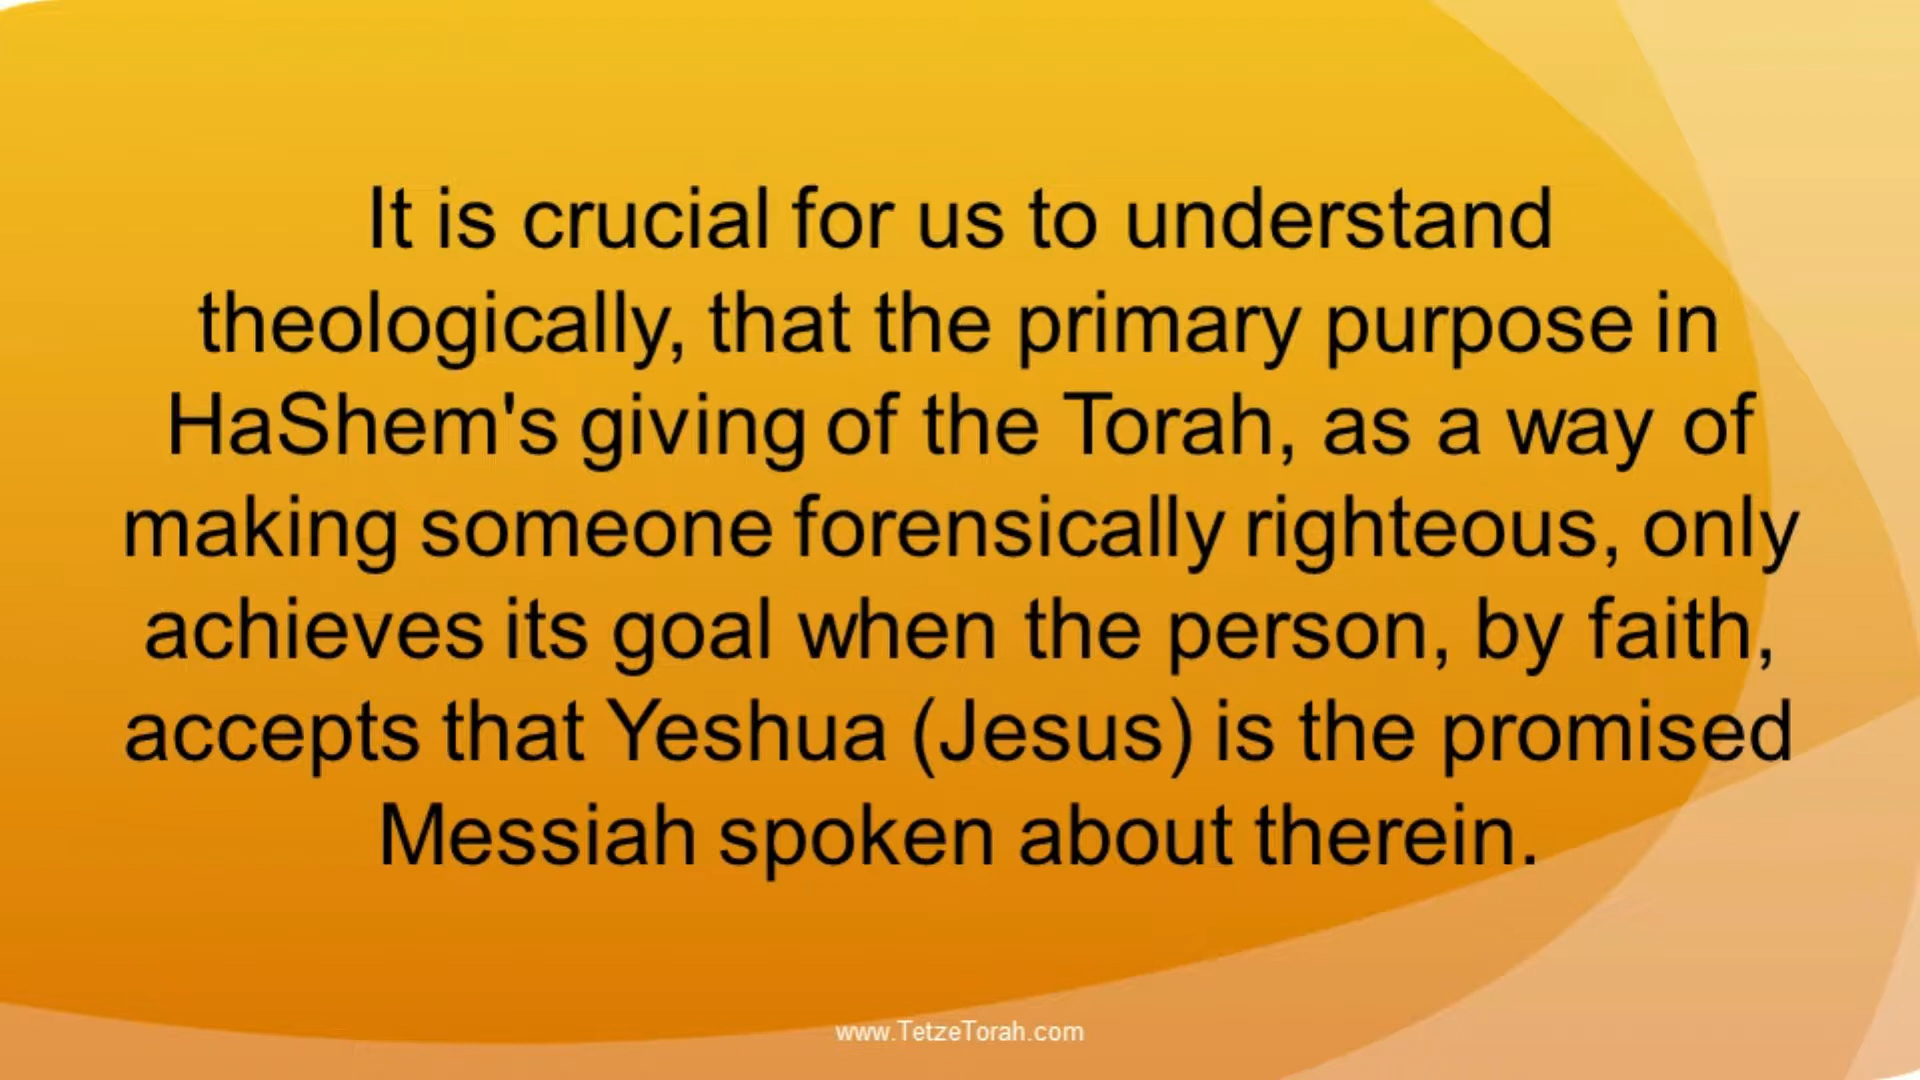 It is crucial for us to understand
theologically, that the primary purpose in
HaShem's giving of the Torah, as a way of
making someone forensically righteous, only
achieves its goal when the person, by faith,
accepts that Yeshua (Jesus) is the promised
Messiah spoken about therein.
www.TetzeTorah.com